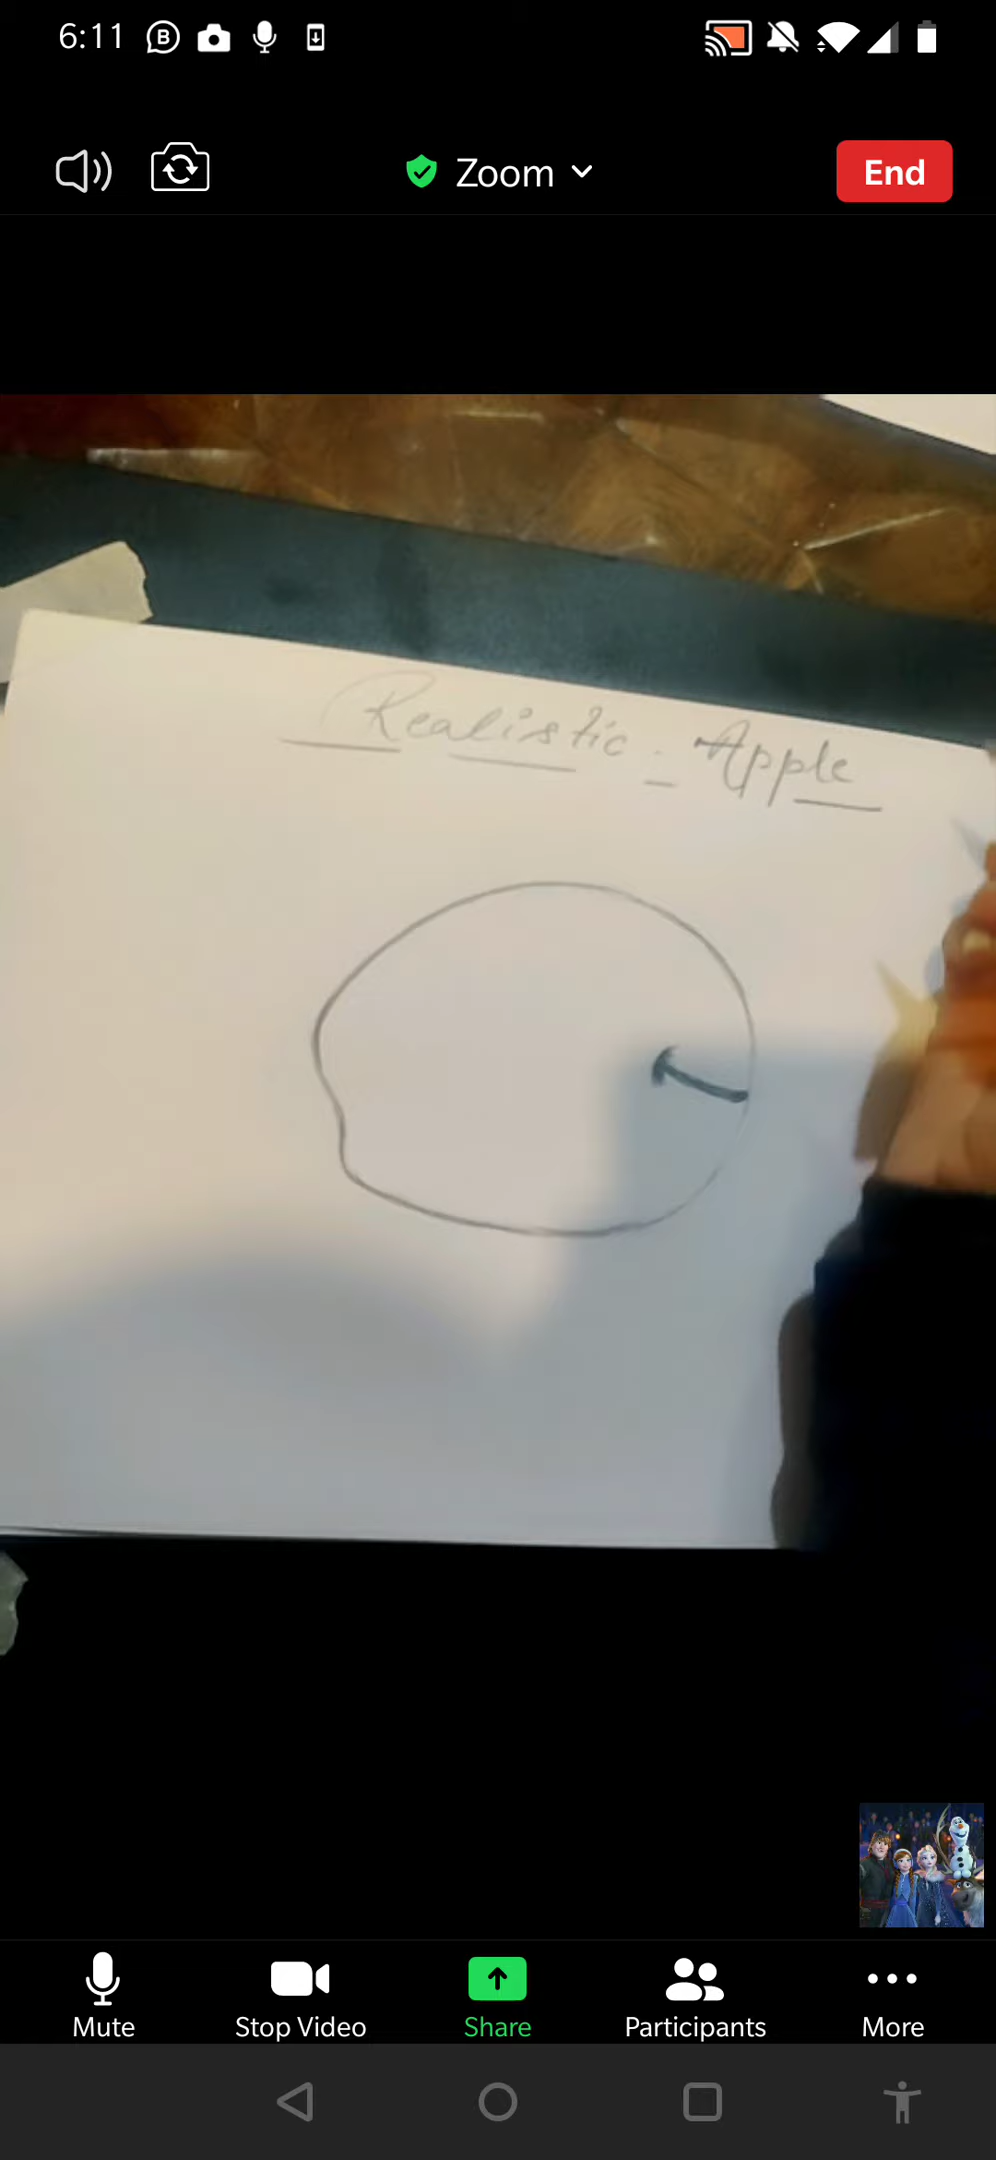 6:11
Zoom
End
Realistic Apple
Mute
Stop Video
Share
Participants
More